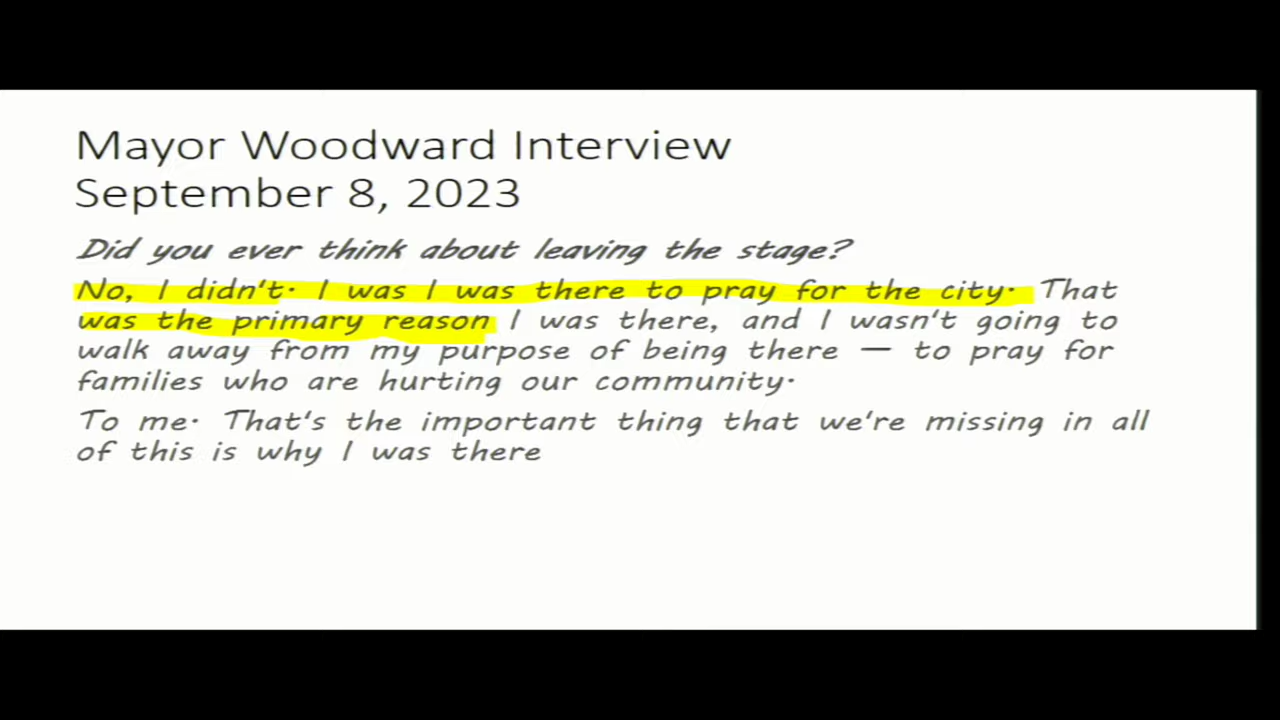 Mayor Woodward Interview
September 8, 2023
Did you ever think about leaving the stage?
No, I didn't. I was I was there to pray for the city. That
was the primary reason I was there, and I wasn't going to
walk away from my purpose of being there — to pray for
families who are hurting our community.
To me. That's the important thing that we're missing in all
of this is why I was there